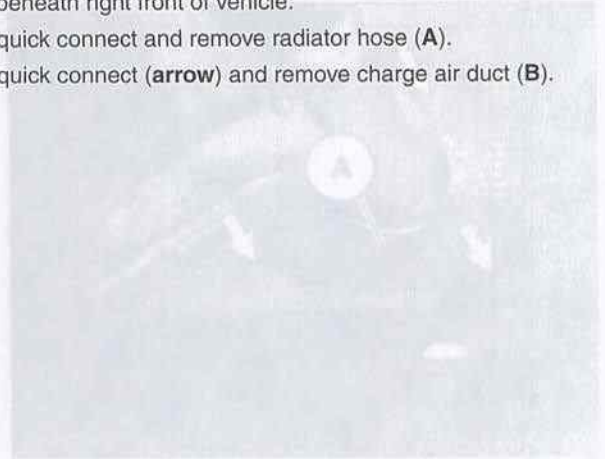 beneath right front of vehicle.
quick connect and remove radiator hose (A).
quick connect (arrow) and remove charge air duct (B).
A